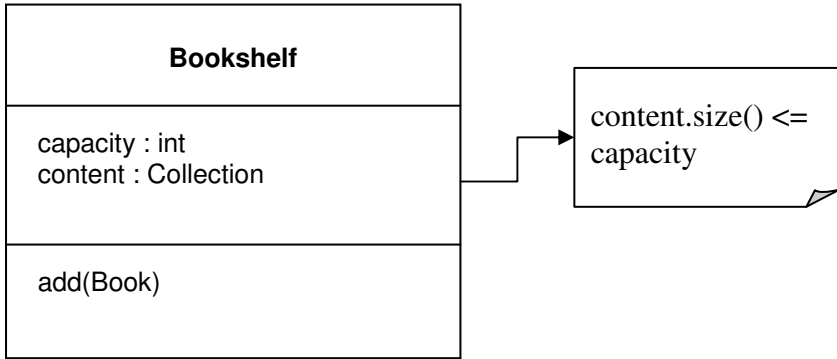 Bookshelf
capacity : int
content : Collection
add(Book)
content.size() <=
capacity